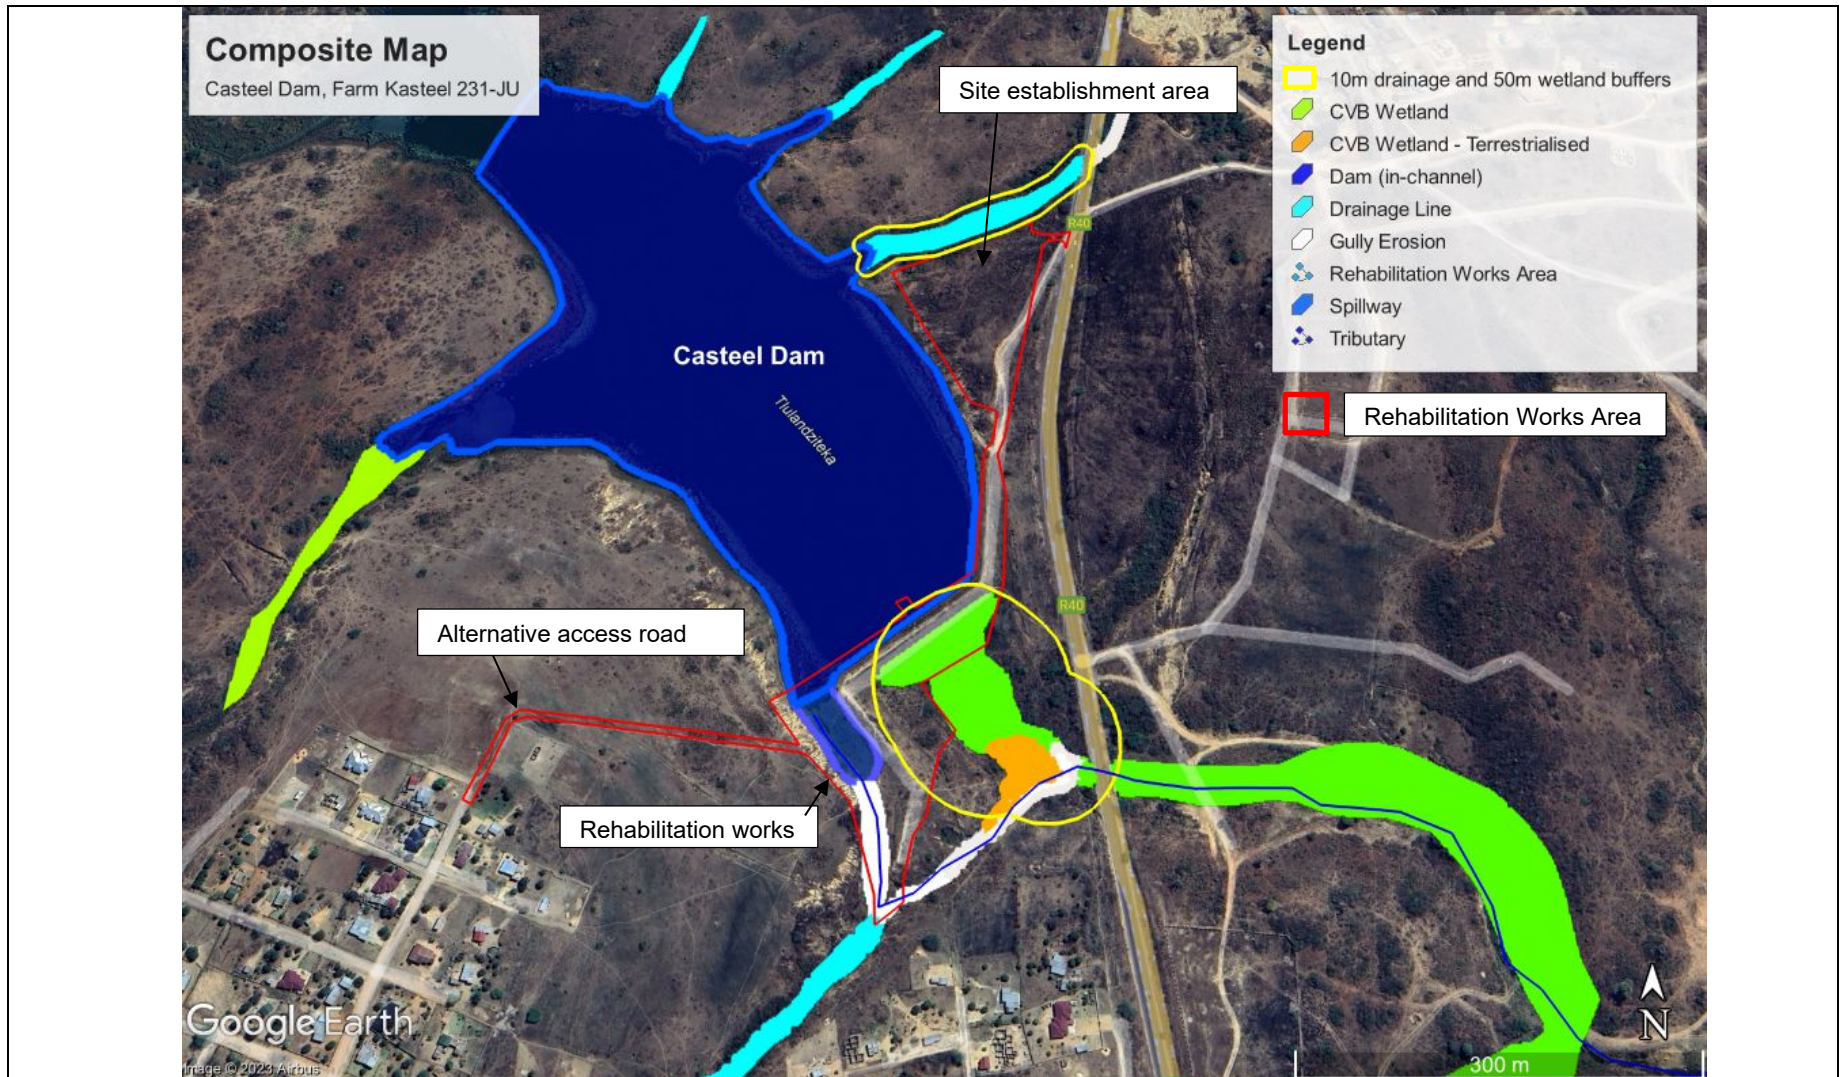 Composite Map
Casteel Dam, Farm Kasteel 231-JU
Site establishment area
Legend
10m drainage and 50m wetland buffers
CVB Wetland
CVB Wetland - Terrestrialised
Dam (in-channel)
Drainage Line
Gully Erosion
Rehabilitation Works Area
Spillway
Tributary
Rehabilitation Works Area
R40
Casteel Dam
Tlulandziteka
R40
Alternative access road
Rehabilitation works
Google Earth
Image © 2023 Airbus
N
300 m